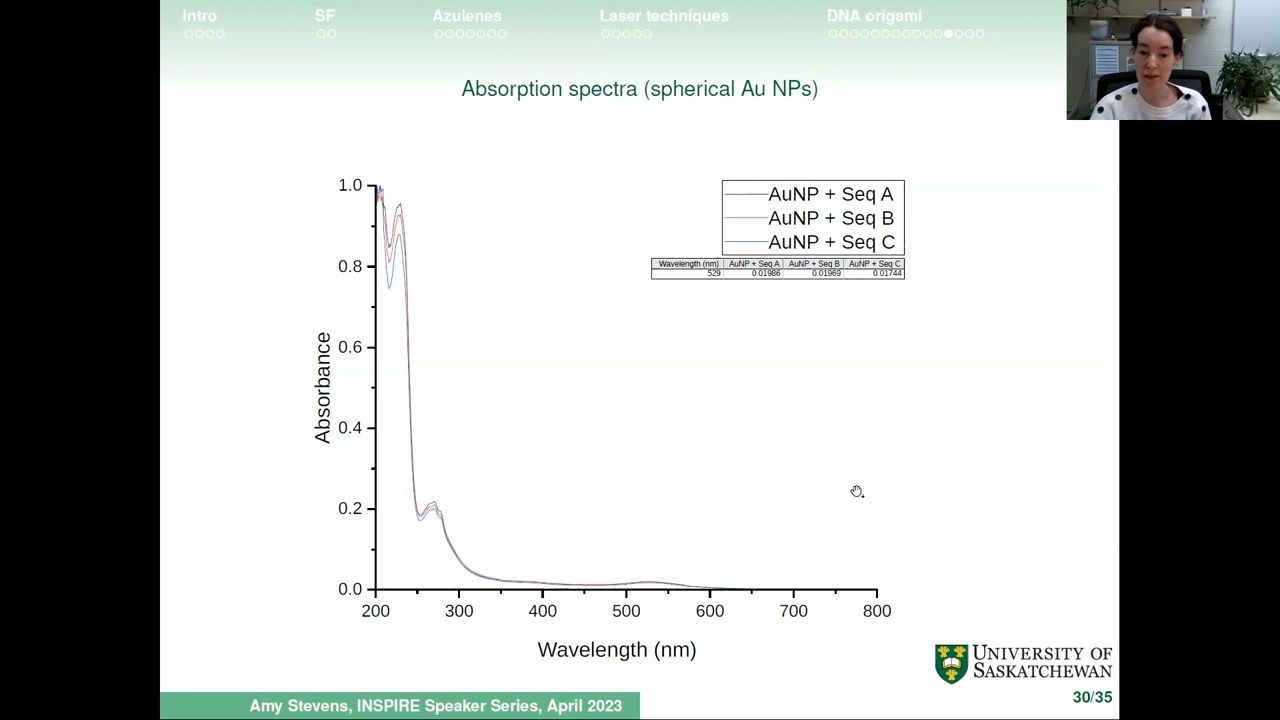 Intro SF Azulenes Laser techniques DNA origami
Absorption spectra (spherical Au NPs)
1.0
0.8
0.6
0.4
0.2
0.0
Absorbance
AuNP + Seq A
AuNP + Seq B
AuNP + Seq C
Wavelength (nm) AuNP + Seq A AuNP + Seq B AuNP + Seq C
529 0.01986 0.01969 0.01744
200 300 400 500 600 700 800
Wavelength (nm)
UNIVERSITY OF
SASKATCHEWAN
30/35
Amy Stevens, INSPIRE Speaker Series, April 2023